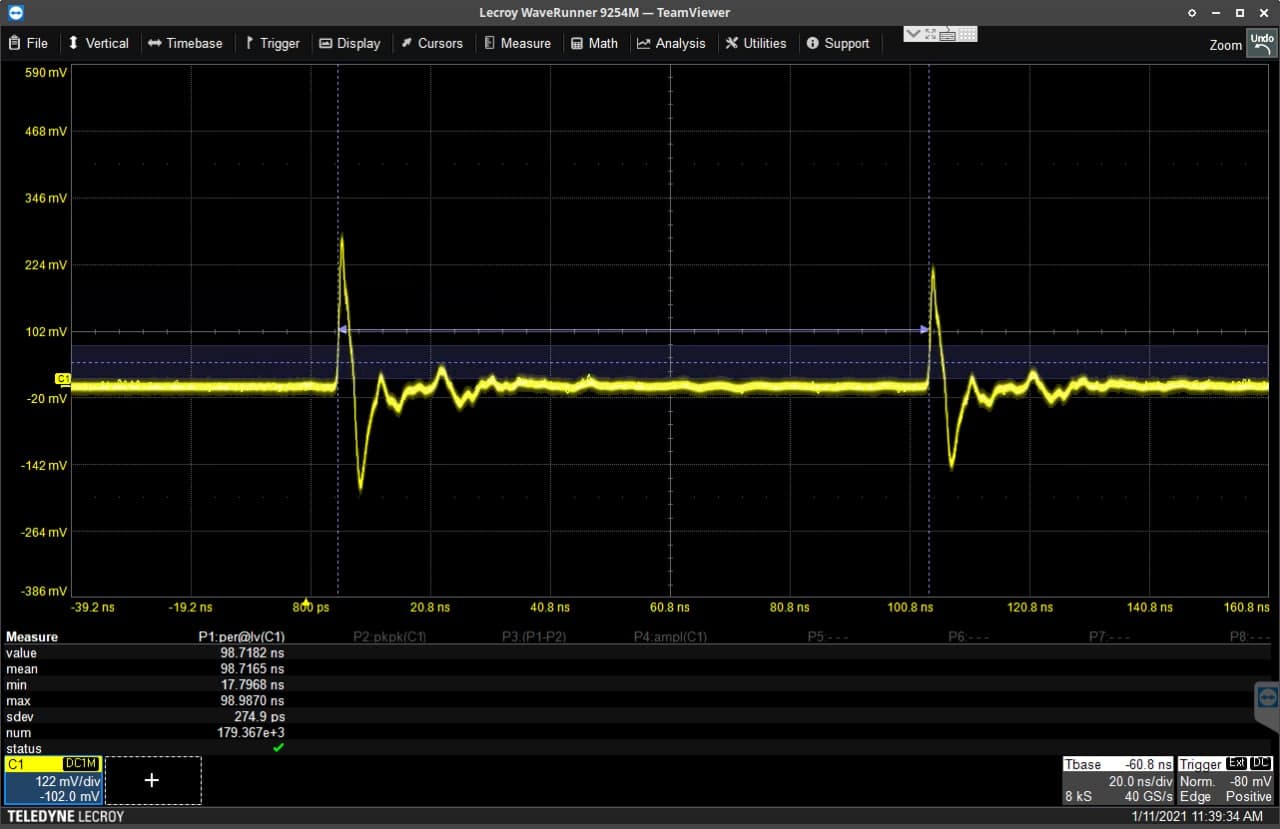 Lecroy WaveRunner 9254M — TeamViewer
File Vertical Timebase Trigger Display Cursors Measure Math Analysis Utilities Support Zoom Undo
590 mV
468 mV
346 mV
224 mV
102 mV
C1
-20 mV
-142 mV
-264 mV
-386 mV
-39.2 ns -19.2 ns 800 ps 20.8 ns 40.8 ns 60.8 ns 80.8 ns 100.8 ns 120.8 ns 140.8 ns 160.8 ns
Measure P1:per@lv(C1) P2:pkpk(C1) P3:(P1-P2) P4:ampl(C1) P5:- - - P6:- - - P7:- - - P8:- - -
value 98.7182 ns
mean 98.7165 ns
min 17.7968 ns
max 98.9870 ns
sdev 274.9 ps
num 179.367e+3
status
C1 DC1M
122 mV/div
-102.0 mV
+
Tbase -60.8 ns
20.0 ns/div
8 kS 40 GS/s
Trigger Ext DC
Norm. -80 mV
Edge Positive
TELEDYNE LECROY 1/11/2021 11:39:34 AM